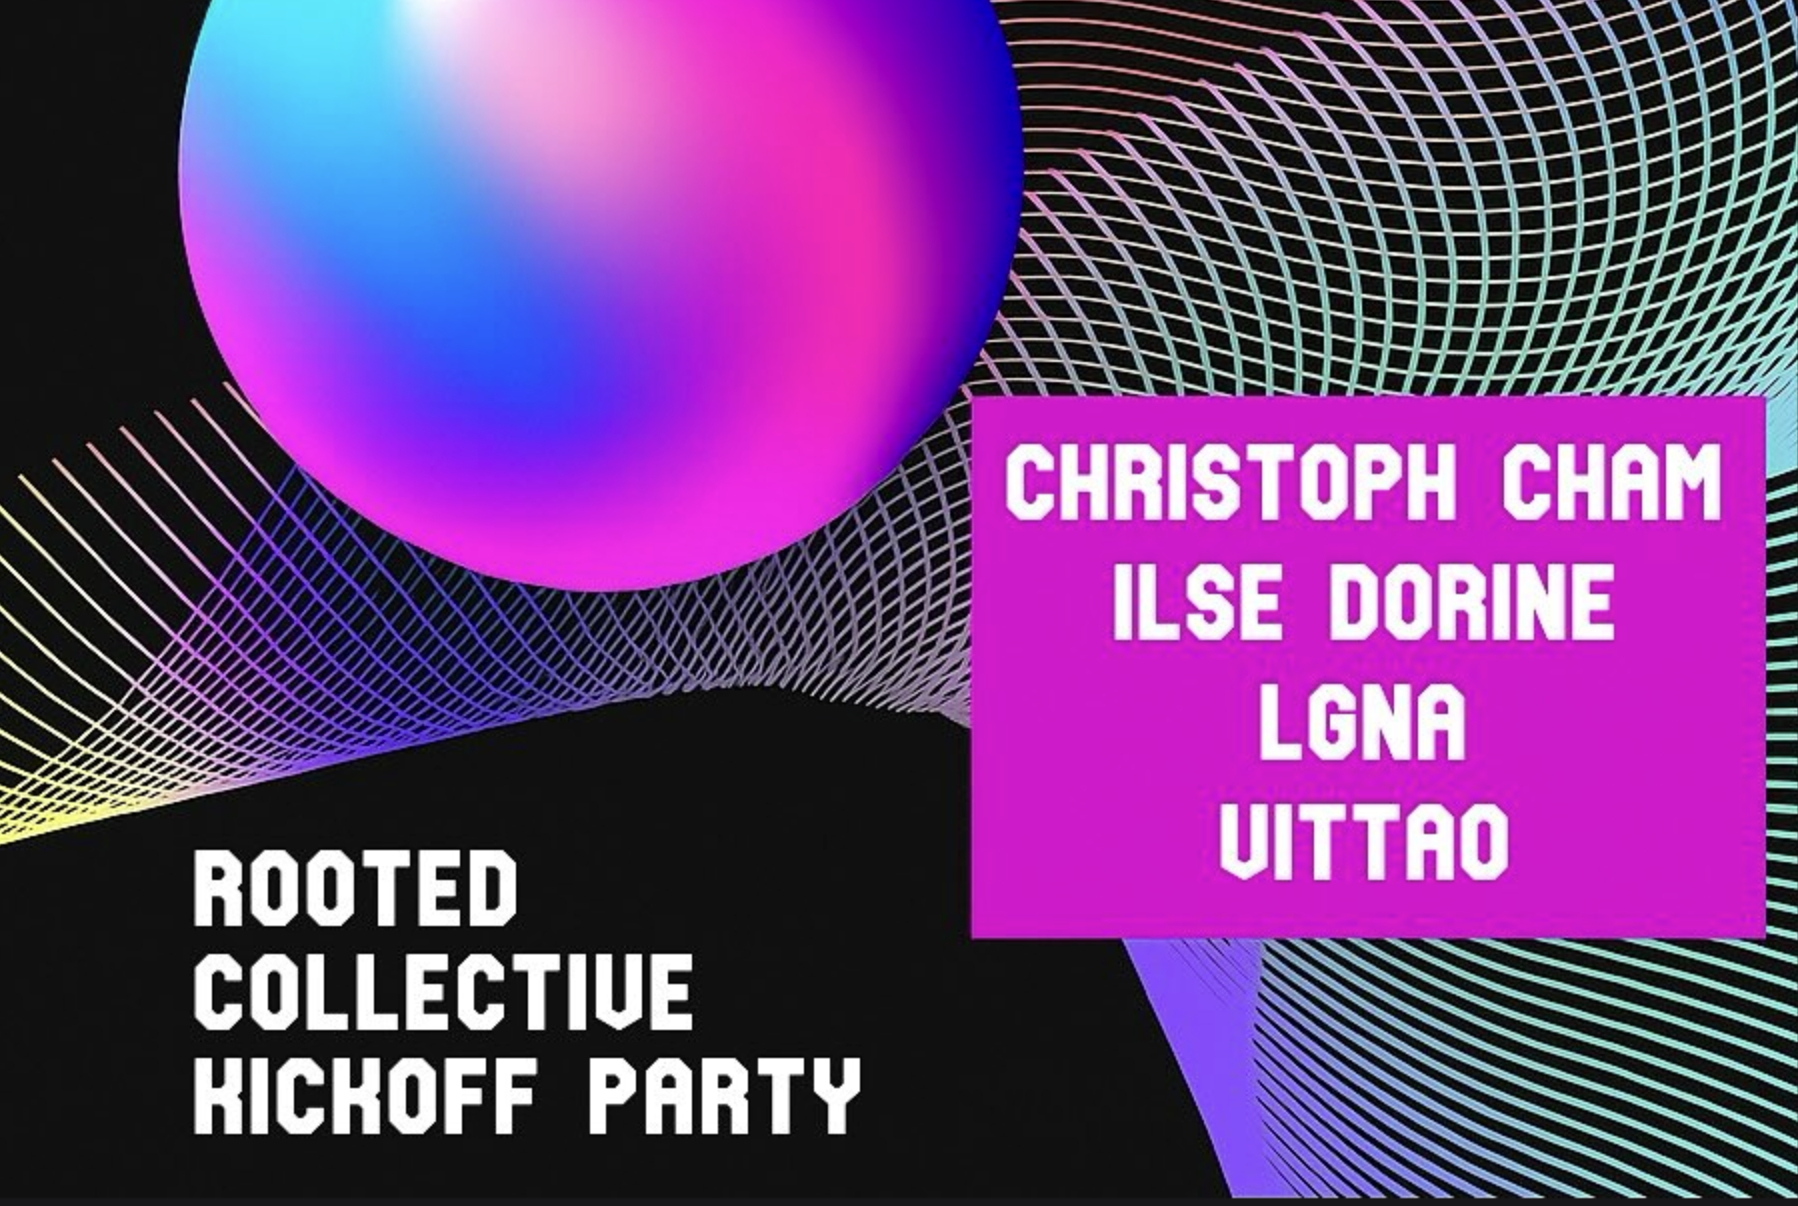 CHRISTOPH CHAM
ILSE DORINE
LGNA
VITTAO
ROOTED
COLLECTIVE
KICKOFF PARTY